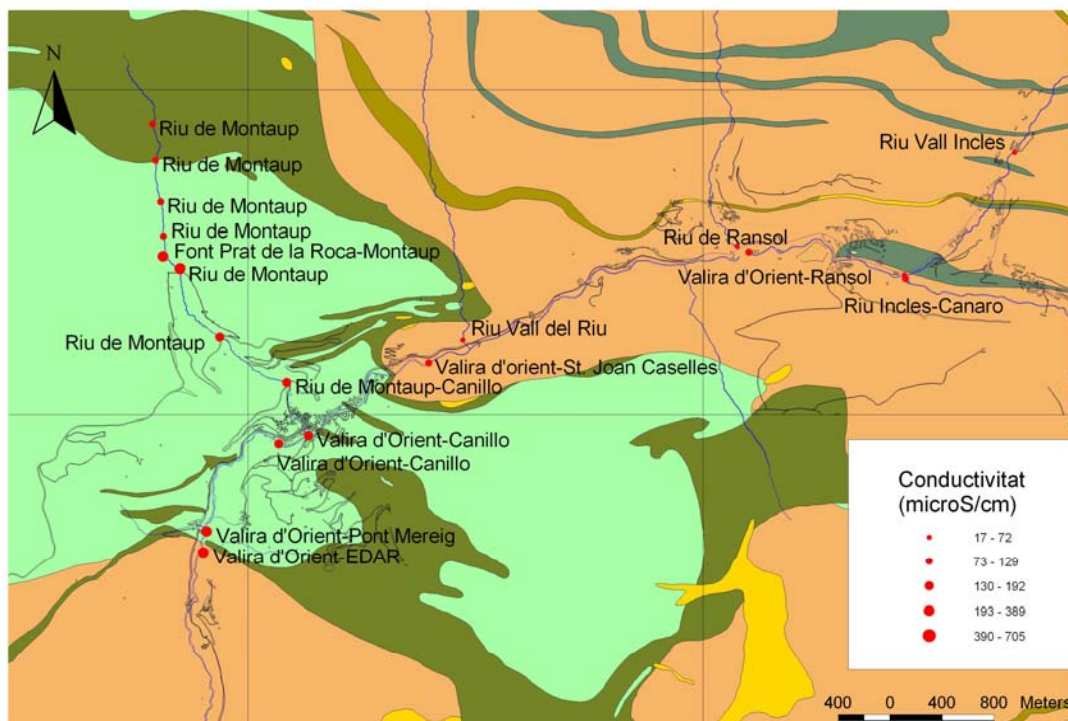 N
Riu de Montaup
Riu Vall Incles
Riu de Montaup
Riu de Montaup
Riu de Montaup
Font Prat de la Roca-Montaup
Riu de Montaup
Riu de Ransol
Valira d'Orient-Ransol
Riu Incles-Canaro
Riu de Montaup
Riu Vall del Riu
Valira d'orient-St. Joan Caselles
Riu de Montaup-Canillo
Valira d'Orient-Canillo
Valira d'Orient-Canillo
Valira d'Orient-Pont Mereig
Valira d'Orient-EDAR
Conductivitat
(microS/cm)
17 - 72
73 - 129
130 - 192
193 - 389
390 - 705
400 0 400 800 Meters